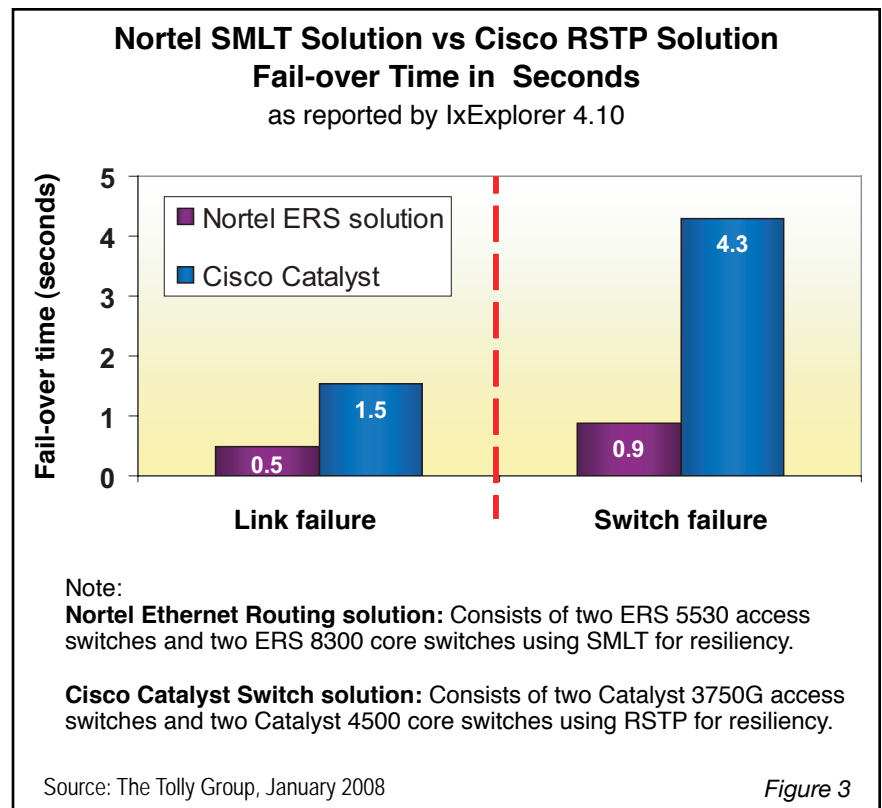 Nortel SMLT Solution vs Cisco RSTP Solution
Fail-over Time in Seconds
as reported by IxExplorer 4.10
Fail-over time (seconds)
5
4
3
2
1
0
Nortel ERS solution
Cisco Catalyst
0.5
1.5
0.9
4.3
Link failure
Switch failure
Note:
Nortel Ethernet Routing solution: Consists of two ERS 5530 access
switches and two ERS 8300 core switches using SMLT for resiliency.
Cisco Catalyst Switch solution: Consists of two Catalyst 3750G access
switches and two Catalyst 4500 core switches using RSTP for resiliency.
Source: The Tolly Group, January 2008
Figure 3